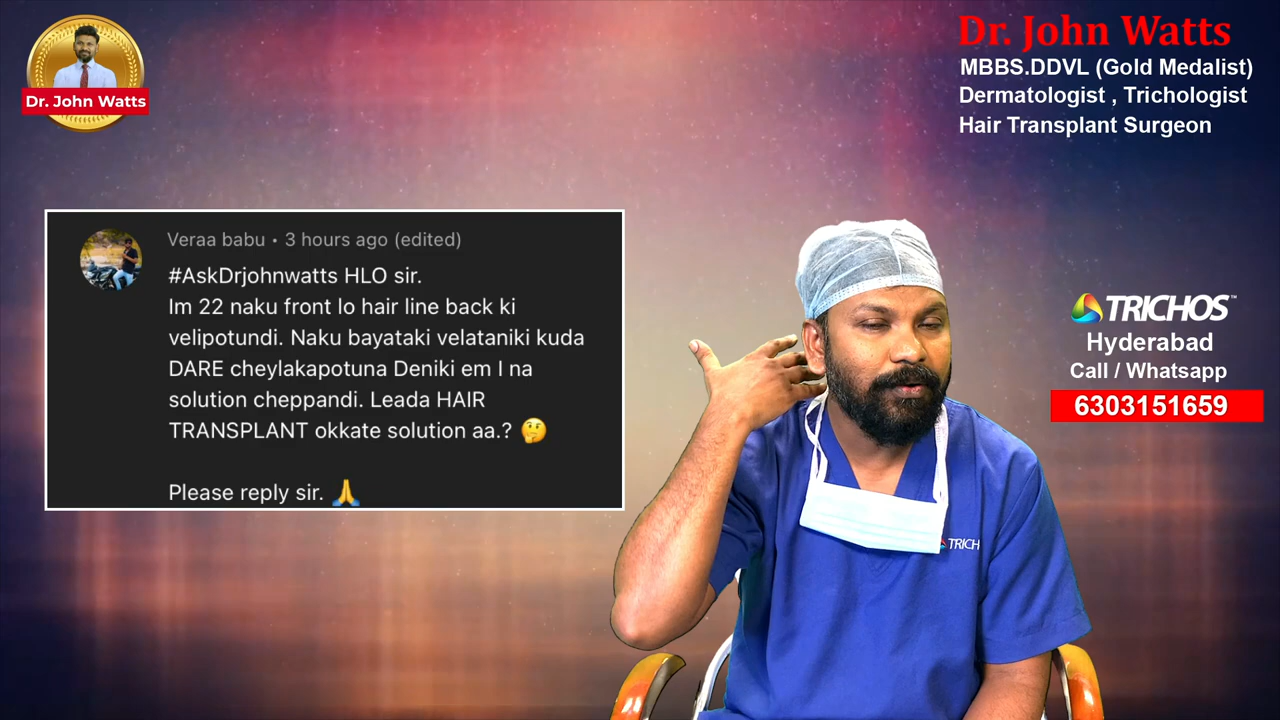 Dr. John Watts
Dr. John Watts
MBBS.DDVL (Gold Medalist)
Dermatologist , Trichologist
Hair Transplant Surgeon
Veraa babu • 3 hours ago (edited)
#AskDrjohnwatts HLO sir.
Im 22 naku front lo hair line back ki
velipotundi. Naku bayataki velataniki kuda
DARE cheylakapotuna Deniki em I na
solution cheppandi. Leada HAIR
TRANSPLANT okkate solution aa.? 🤔
Please reply sir. 🙏
TRICHOS™
Hyderabad
Call / Whatsapp
6303151659
TRICH